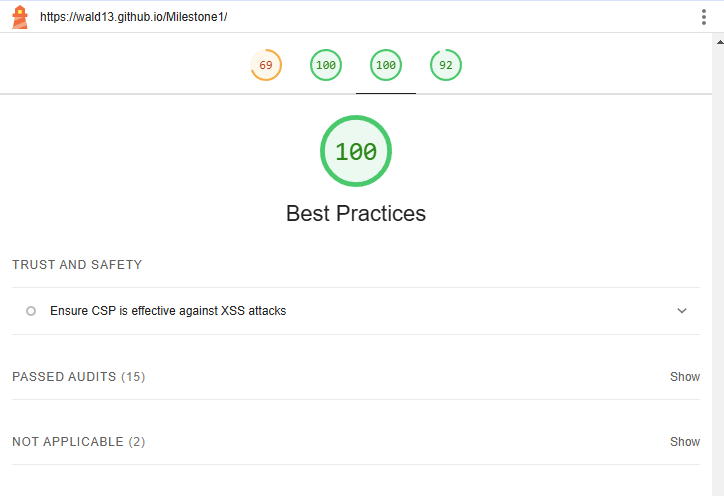 https://wald13.github.io/Milestone1/
69 100 100 92
100
Best Practices
TRUST AND SAFETY
Ensure CSP is effective against XSS attacks
PASSED AUDITS (15) Show
NOT APPLICABLE (2) Show